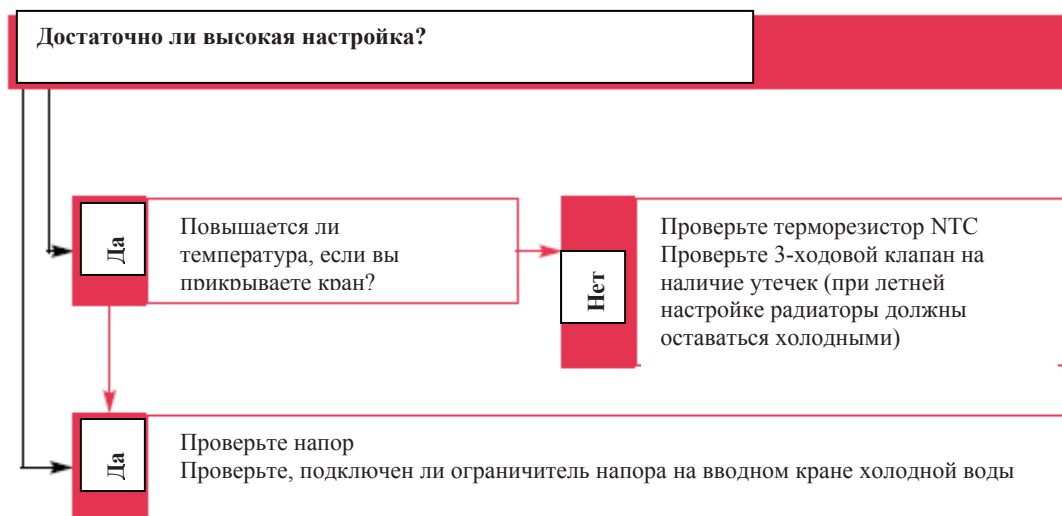 Достаточно ли высокая настройка?
Да
Повышается ли
температура, если вы
прикрываете кран?
Нет
Проверьте терморезистор NTC
Проверьте 3-ходовой клапан на
наличие утечек (при летней
настройке радиаторы должны
оставаться холодными)
Да
Проверьте напор
Проверьте, подключен ли ограничитель напора на вводном кране холодной воды